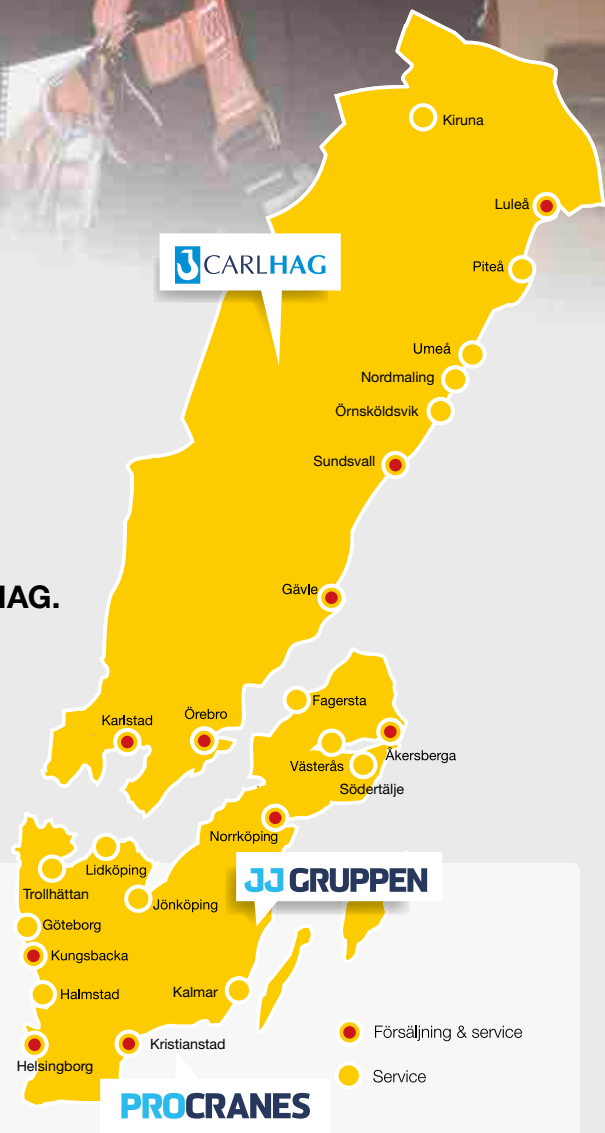 Kiruna
Luleå
CARLHAG
Piteå
Umeå
Nordmaling
Örnsköldsvik
Sundsvall
Gävle
HAG.
Fagersta
Karlstad
Örebro
Åkersberga
Västerås
Södertälje
Norrköping
Lidköping
Trollhättan
JJ GRUPPEN
Jönköping
Göteborg
Kungsbacka
Halmstad
Kalmar
Försäljning & service
Kristianstad
Helsingborg
Service
PROCRANES